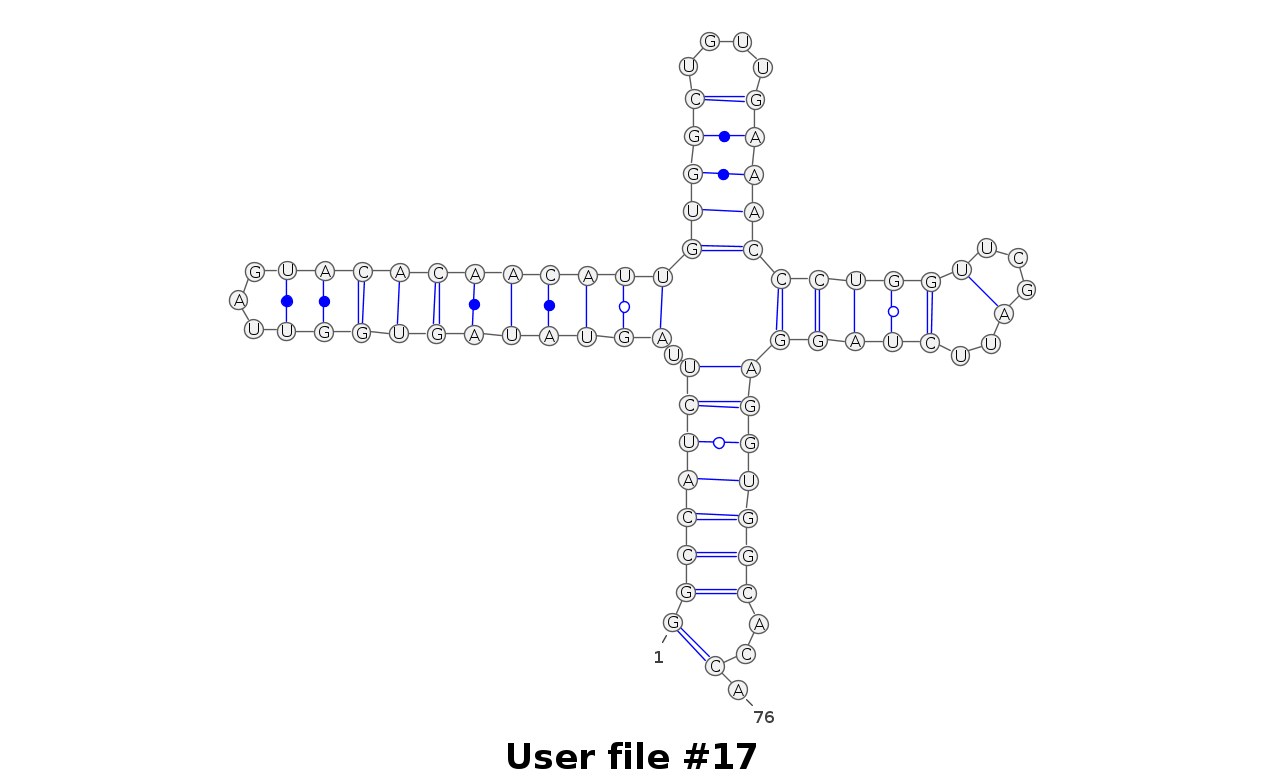 G U
U U
C G
G A
G A
U A
G C U C
G U A C A C A A C A U U C C U G G U
A G
A
U U G G U G A U A U G A G G A U C U U
U
U A
C G
U G
A U
C G
C G
G C
G A
1 C
C
A
76
User file #17